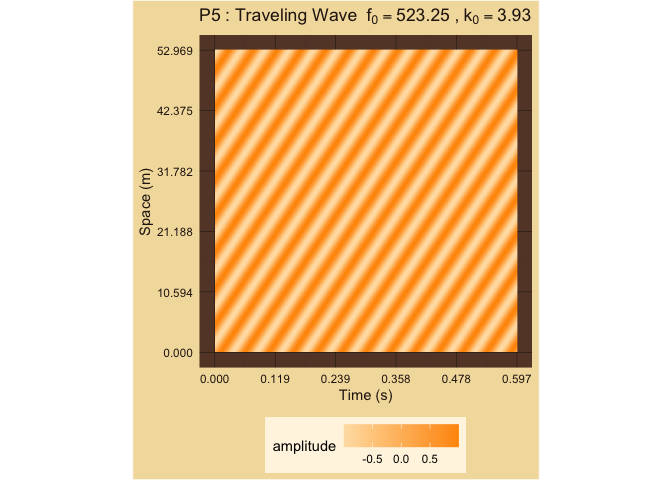 P5 : Traveling Wave f₀ = 523.25 , k₀ = 3.93
Space (m)
52.969
42.375
31.782
21.188
10.594
0.000
0.000 0.119 0.239 0.358 0.478 0.597
Time (s)
amplitude
-0.5 0.0 0.5